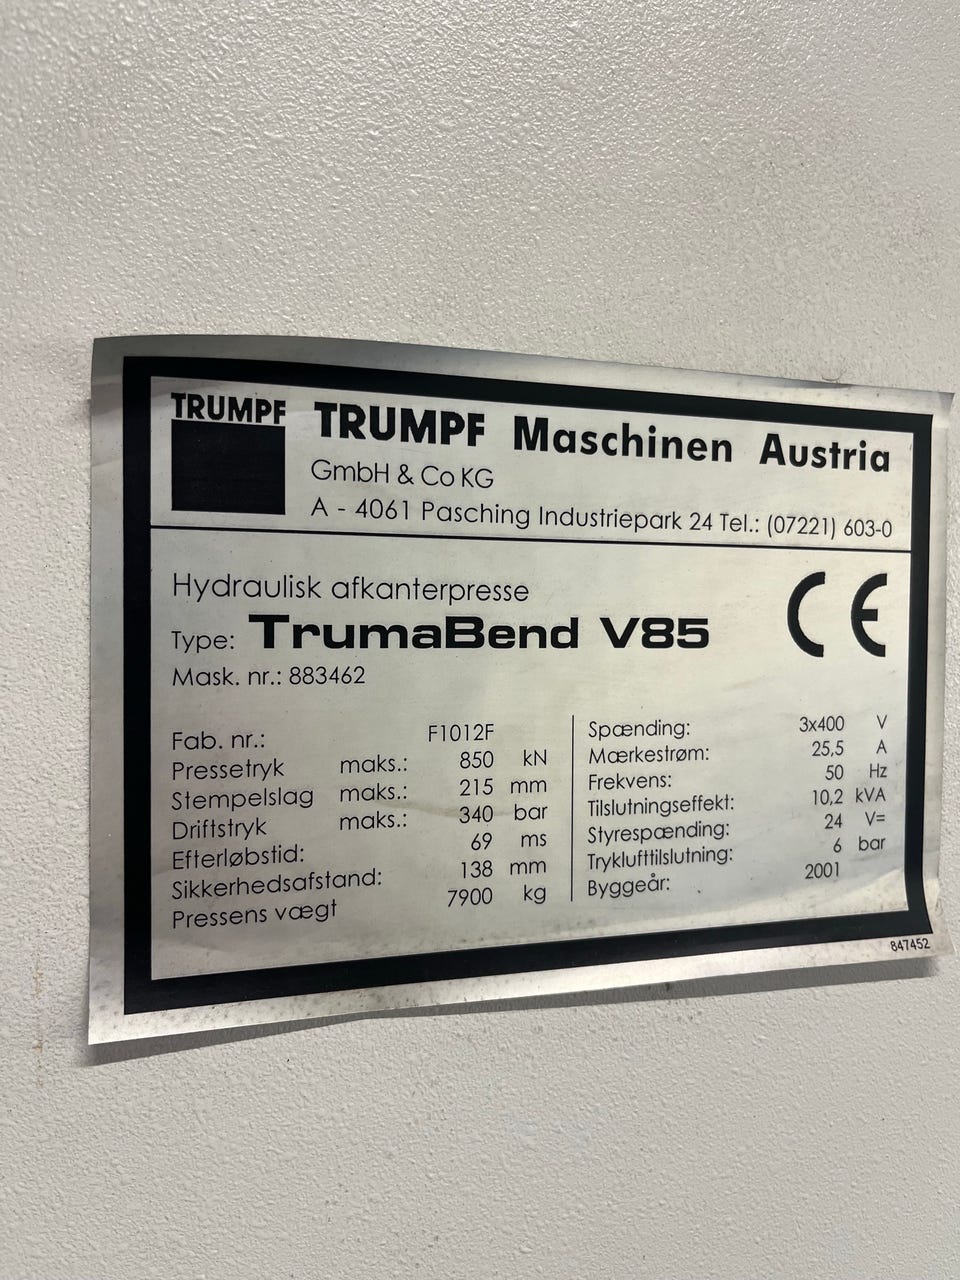 TRUMPF
TRUMPF Maschinen Austria
GmbH & Co KG
A - 4061 Pasching Industriepark 24 Tel.: (07221) 603-0
Hydraulisk afkanterpresse
Type: TrumaBend V85
CE
Mask. nr.: 883462
Fab. nr.: F1012F
Pressetryk maks.: 850 kN
Stempelslag maks.: 215 mm
Driftstryk maks.: 340 bar
Efterløbstid: 69 ms
Sikkerhedsafstand: 138 mm
Pressens vægt 7900 kg
Spænding: 3x400 V
Mærkestrøm: 25,5 A
Frekvens: 50 Hz
Tilslutningseffekt: 10,2 kVA
Styrespænding: 24 V=
Tryklufttilslutning: 6 bar
Byggeår: 2001
847452